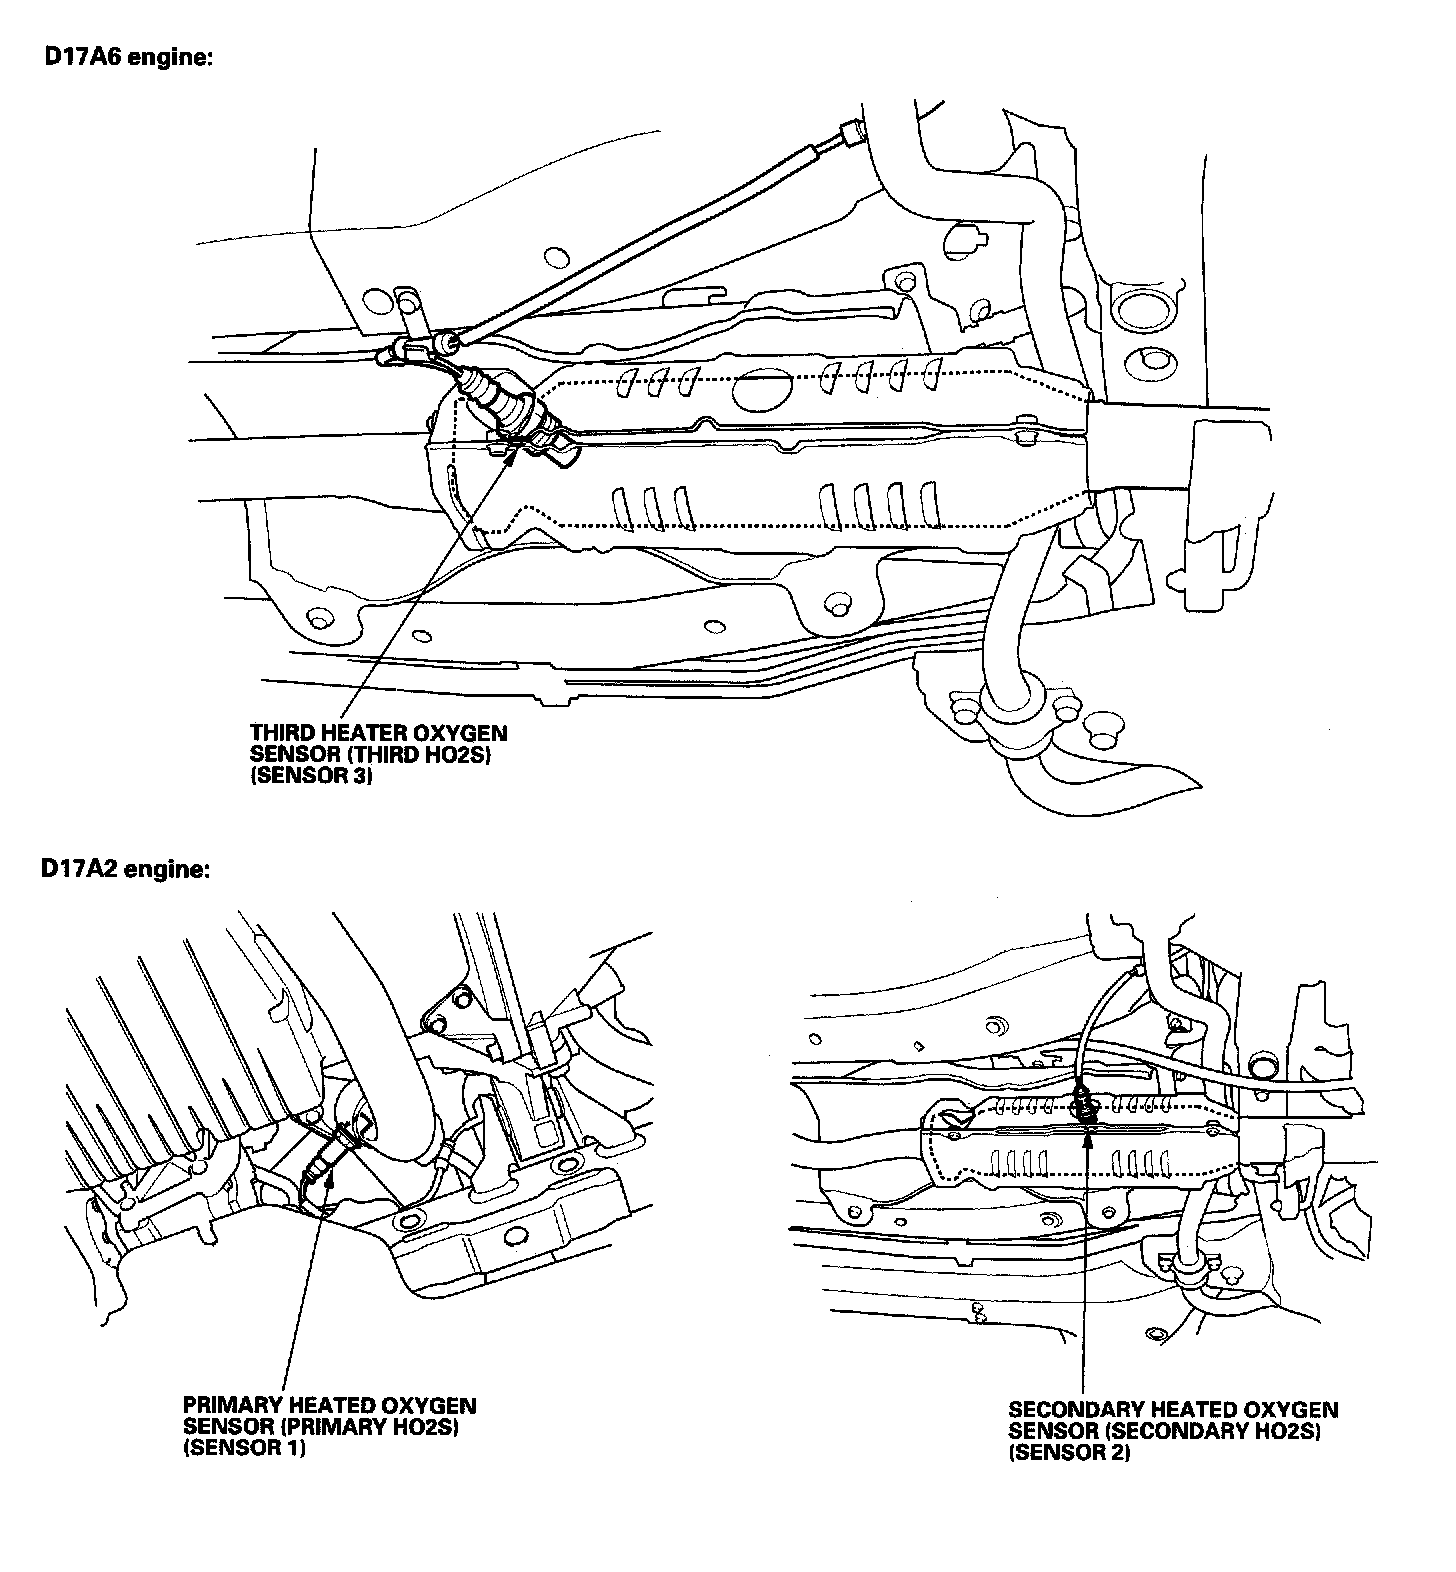 D17A6 engine:
THIRD HEATER OXYGEN
SENSOR (THIRD HO2S)
(SENSOR 3)
D17A2 engine:
PRIMARY HEATED OXYGEN
SENSOR (PRIMARY HO2S)
(SENSOR 1)
SECONDARY HEATED OXYGEN
SENSOR (SECONDARY HO2S)
(SENSOR 2)